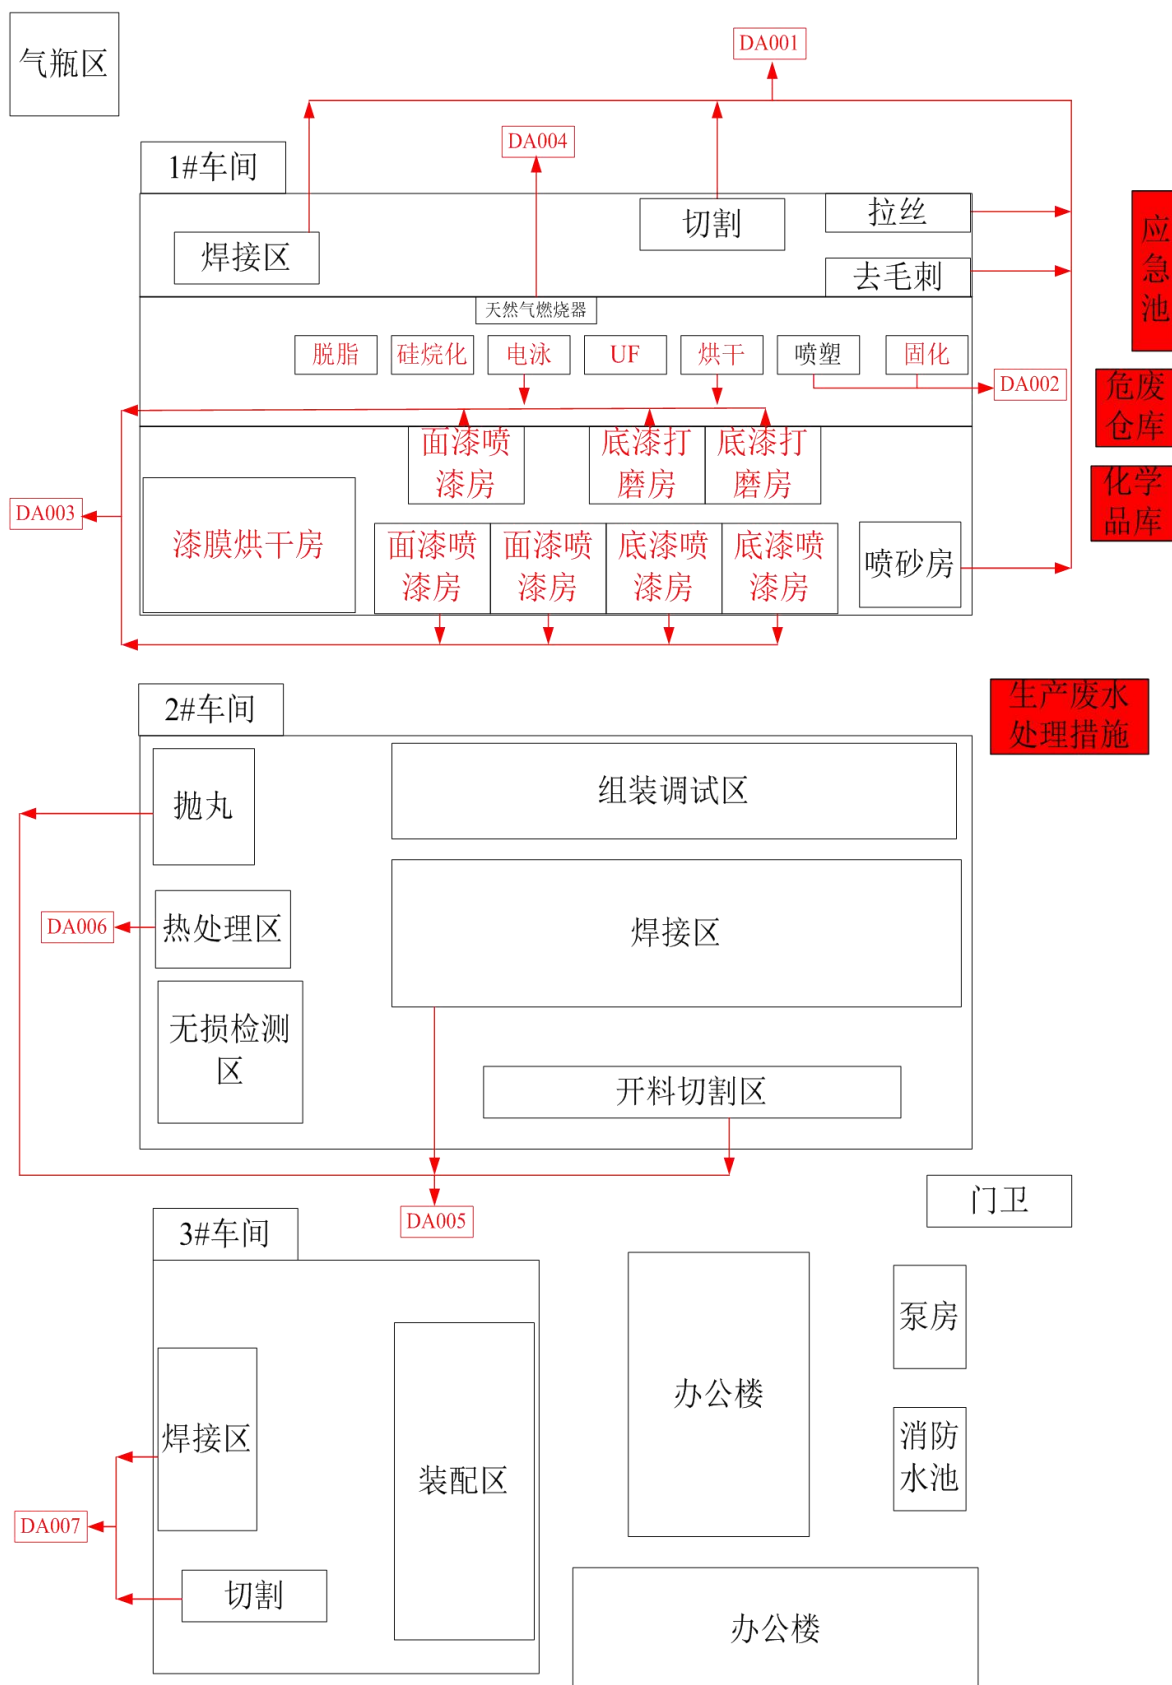 气瓶区
DA001
DA004
1#车间
焊接区
切割
拉丝
去毛刺
应
急
池
天然气燃烧器
脱脂
硅烷化
电泳
UF
烘干
喷塑
固化
DA002
危废
仓库
面漆喷
漆房
底漆打
磨房
底漆打
磨房
化学
品库
DA003
漆膜烘干房
面漆喷
漆房
面漆喷
漆房
底漆喷
漆房
底漆喷
漆房
喷砂房
生产废水
处理措施
2#车间
抛丸
组装调试区
DA006
热处理区
焊接区
无损检测
区
开料切割区
DA005
门卫
3#车间
泵房
办公楼
焊接区
装配区
消防
水池
DA007
切割
办公楼